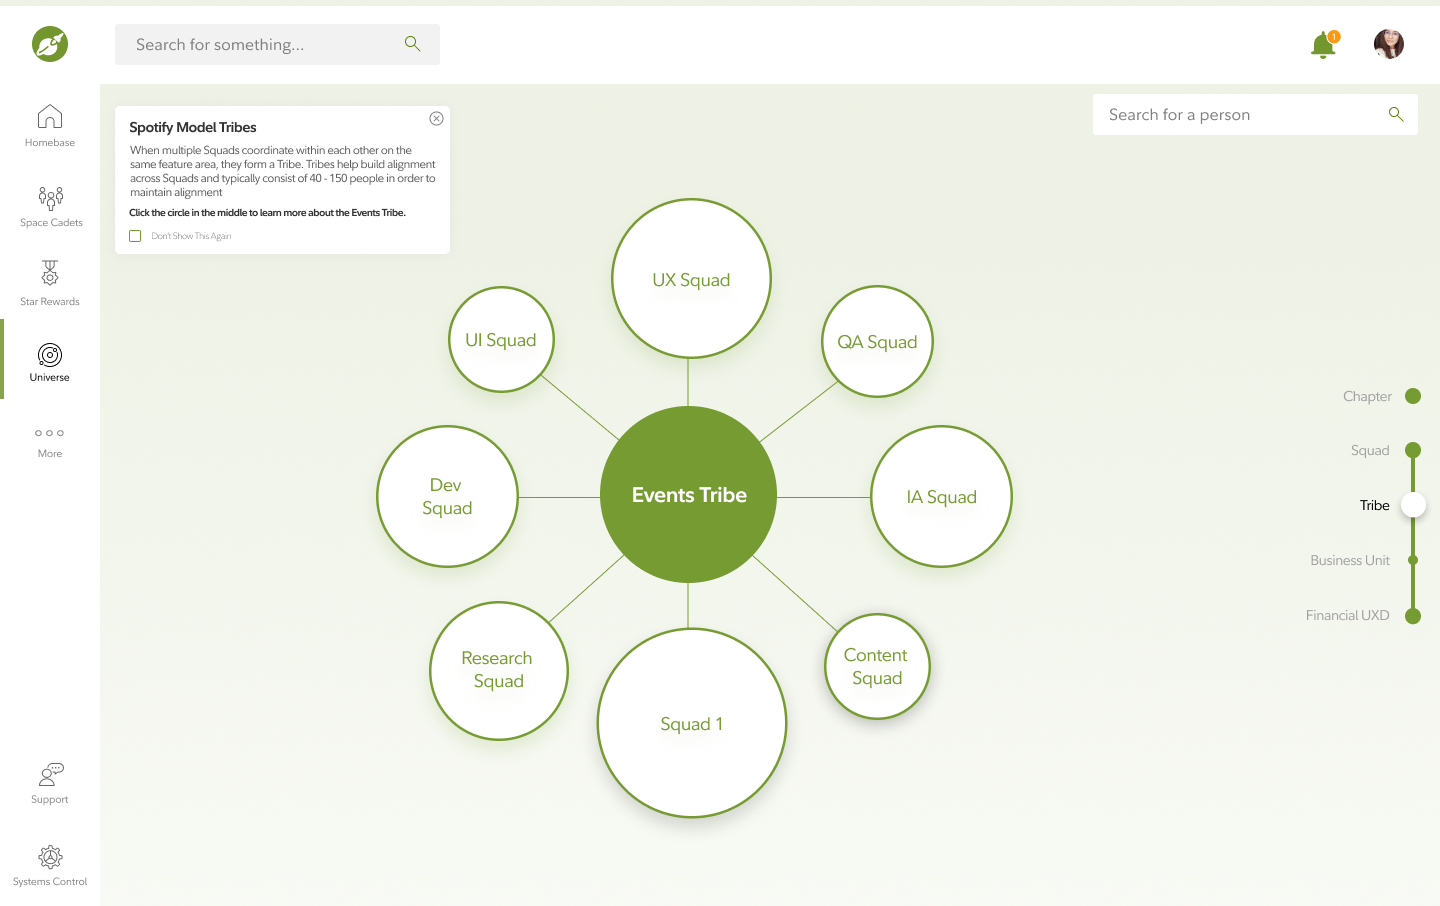 Search for something...
1
Homebase
Space Cadets
Star Rewards
Universe
More
Support
Systems Control
Spotify Model Tribes
When multiple Squads coordinate within each other on the
same feature area, they form a Tribe. Tribes help build alignment
across Squads and typically consist of 40 - 150 people in order to
maintain alignment
Click the circle in the middle to learn more about the Events Tribe.
Don't Show This Again
Search for a person
UX Squad
UI Squad
QA Squad
Dev
Squad
Events Tribe
IA Squad
Research
Squad
Squad 1
Content
Squad
Chapter
Squad
Tribe
Business Unit
Financial UXD